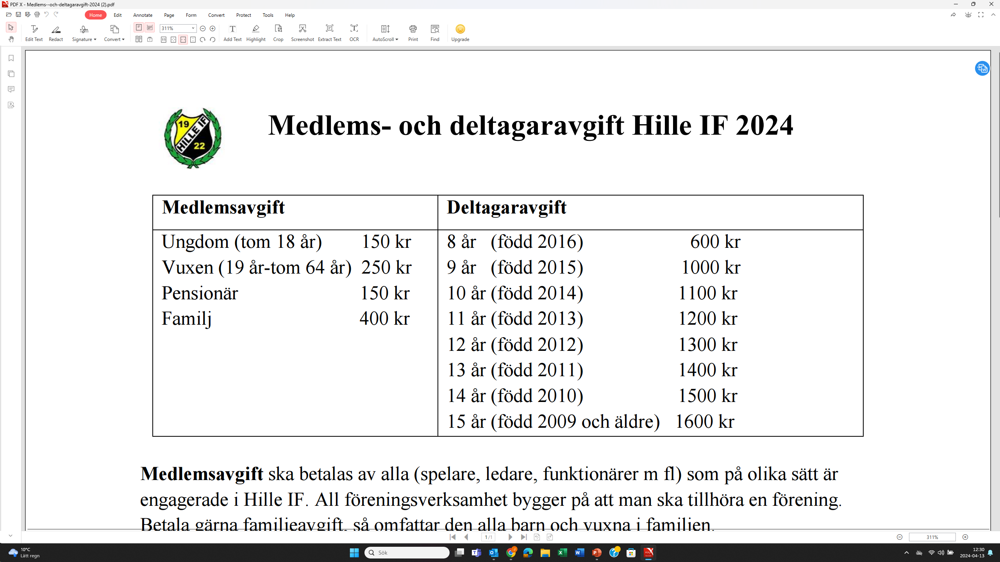 PDF X - Medlems--och-deltagaravgift-2024 (2).pdf
Home Edit Annotate Page Form Convert Protect Tools Help
311%
Edit Text Redact Signature Convert Add Text Highlight Crop Screenshot Extract Text OCR AutoScroll Print Find Upgrade
19
HILLE IF
22
Medlems- och deltagaravgift Hille IF 2024
Medlemsavgift Deltagaravgift
Ungdom (tom 18 år) 150 kr 8 år (född 2016) 600 kr
Vuxen (19 år-tom 64 år) 250 kr 9 år (född 2015) 1000 kr
Pensionär 150 kr 10 år (född 2014) 1100 kr
Familj 400 kr 11 år (född 2013) 1200 kr
12 år (född 2012) 1300 kr
13 år (född 2011) 1400 kr
14 år (född 2010) 1500 kr
15 år (född 2009 och äldre) 1600 kr
Medlemsavgift ska betalas av alla (spelare, ledare, funktionärer m fl) som på olika sätt är
engagerade i Hille IF. All föreningsverksamhet bygger på att man ska tillhöra en förening.
Betala gärna familjeavgift, så omfattar den alla barn och vuxna i familjen.
1/1 311%
10°C
Lätt regn
Sök
12:30
2024-04-13